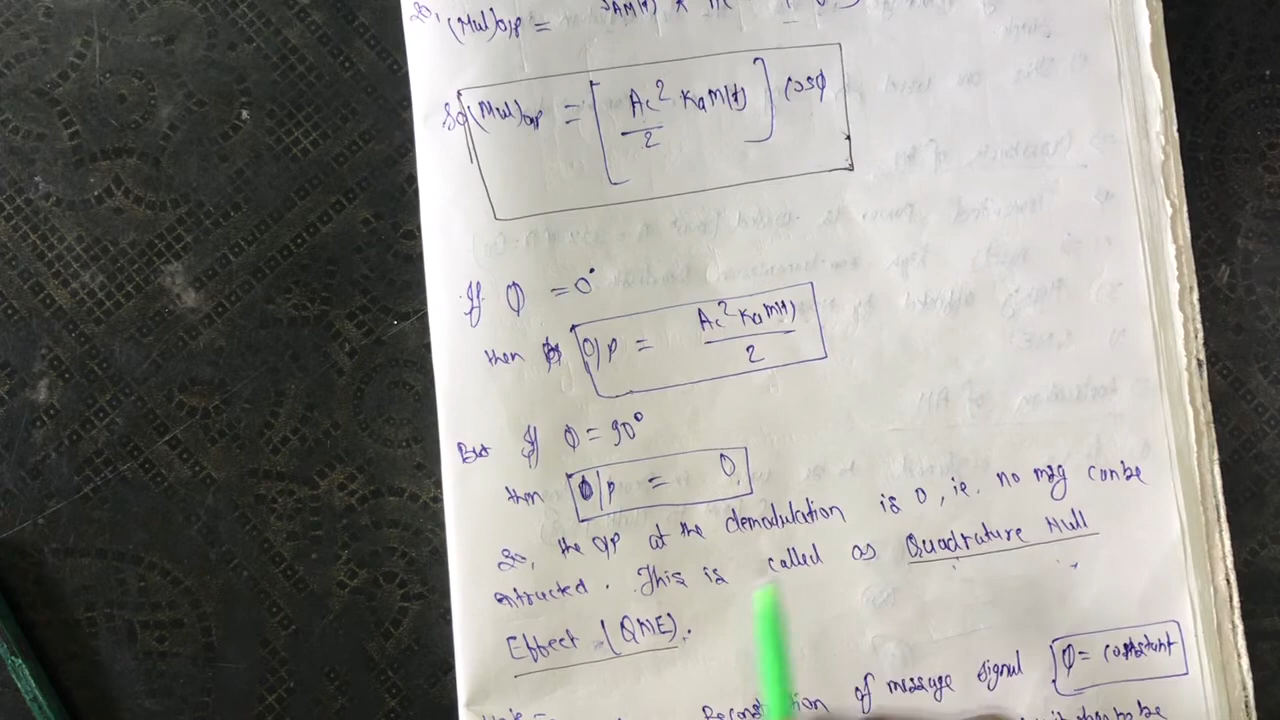 So, (Mul)o/p =
So (Mul)o/p = [Ac² Ka m(t) / 2] cosφ
If φ = 0°
then O/p = Ac² Ka m(t) / 2
But if φ = 90°
then O/p = 0
So, the o/p at the demodulation is 0, ie. no msg can be
extracted. This is called as Quadrature Null
Effect (QNE).
of message signal φ = constant